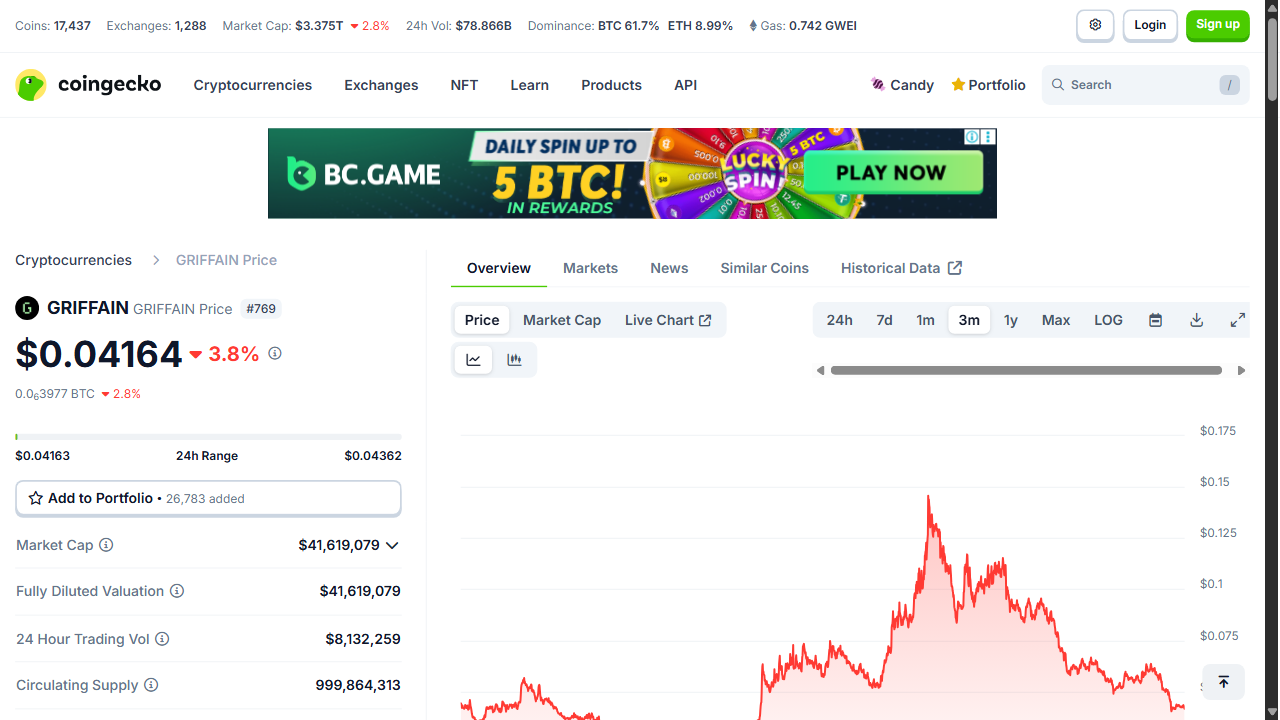 Coins: 17,437 Exchanges: 1,288 Market Cap: $3.375T 2.8% 24h Vol: $78.866B Dominance: BTC 61.7% ETH 8.99% Gas: 0.742 GWEI
Login
Sign up
coingecko
Cryptocurrencies Exchanges NFT Learn Products API
Candy Portfolio Search /
BC.GAME
DAILY SPIN UP TO
5 BTC!
IN REWARDS
LUCKY
SPIN
5 BTC
PLAY NOW
Cryptocurrencies GRIFFAIN Price
GRIFFAIN GRIFFAIN Price #769
$0.04164 3.8%
0.0₆3977 BTC 2.8%
$0.04163 24h Range $0.04362
Add to Portfolio • 26,783 added
Market Cap $41,619,079
Fully Diluted Valuation $41,619,079
24 Hour Trading Vol $8,132,259
Circulating Supply 999,864,313
Overview Markets News Similar Coins Historical Data
Price Market Cap Live Chart
24h 7d 1m 3m 1y Max LOG
$0.175
$0.15
$0.125
$0.1
$0.075